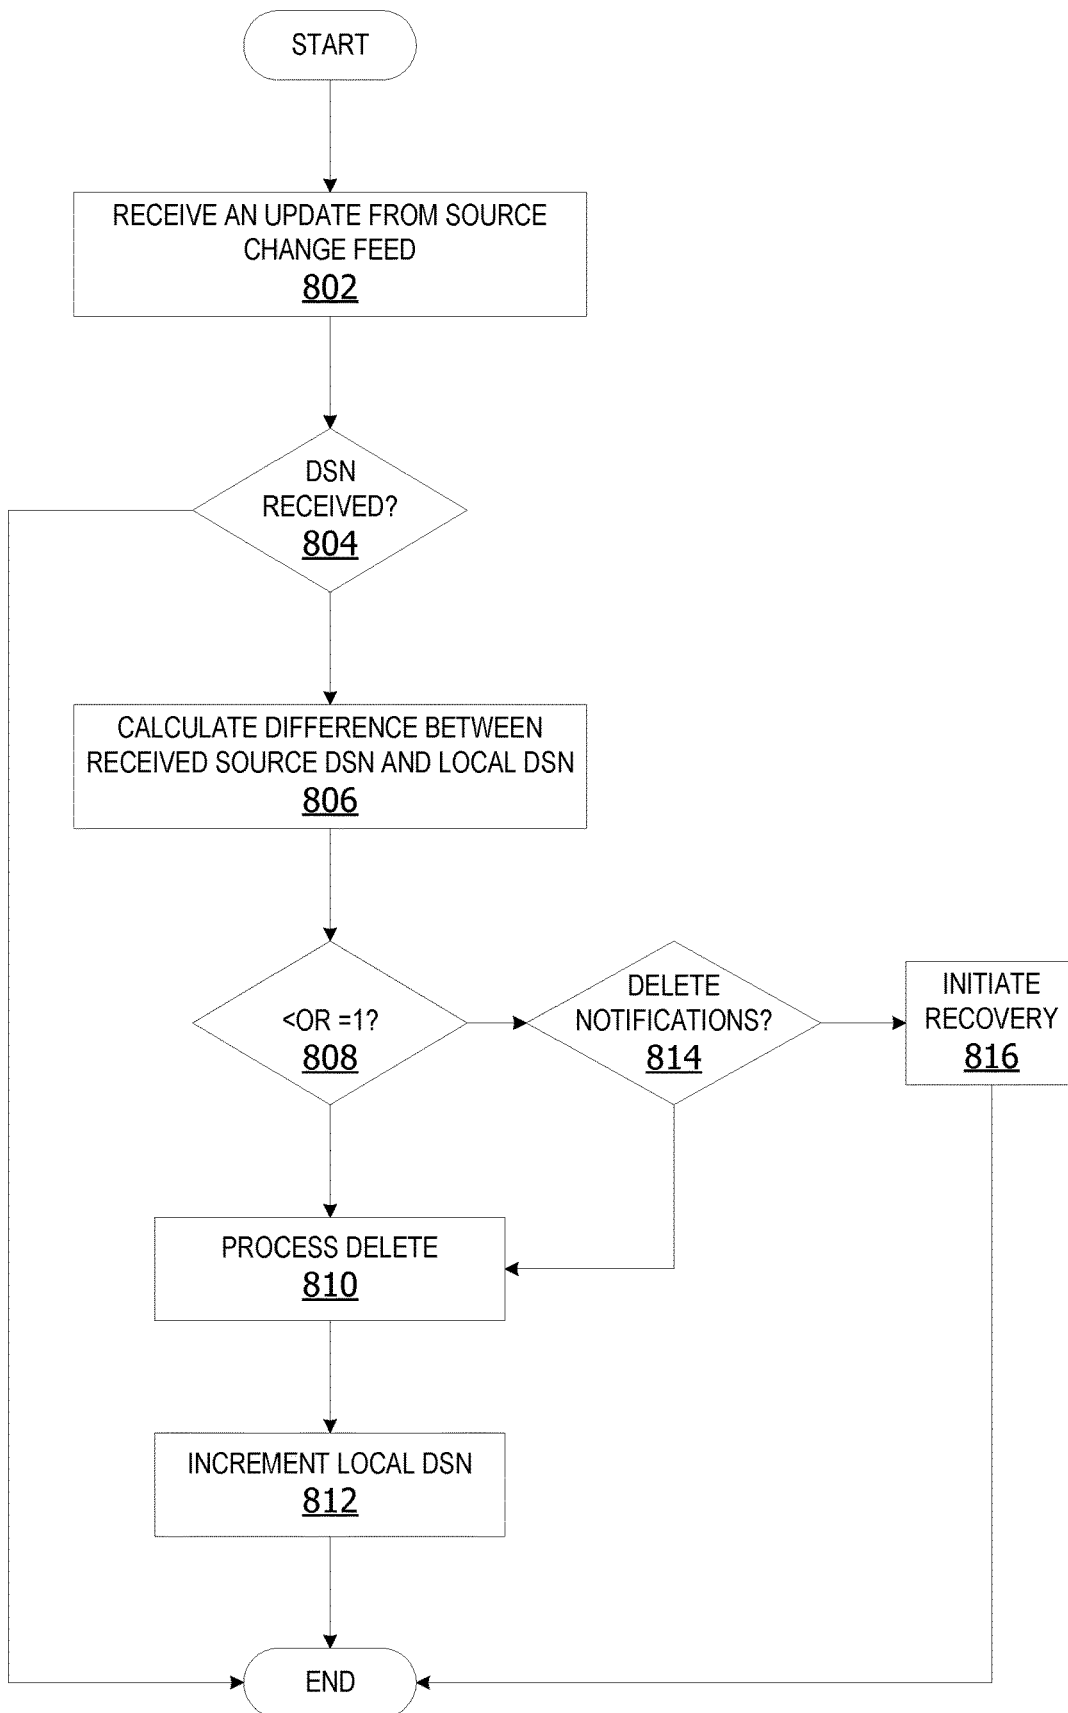 START
RECEIVE AN UPDATE FROM SOURCE
CHANGE FEED
802
DSN
RECEIVED?
804
CALCULATE DIFFERENCE BETWEEN
RECEIVED SOURCE DSN AND LOCAL DSN
806
<OR =1?
808
DELETE
NOTIFICATIONS?
814
INITIATE
RECOVERY
816
PROCESS DELETE
810
INCREMENT LOCAL DSN
812
END